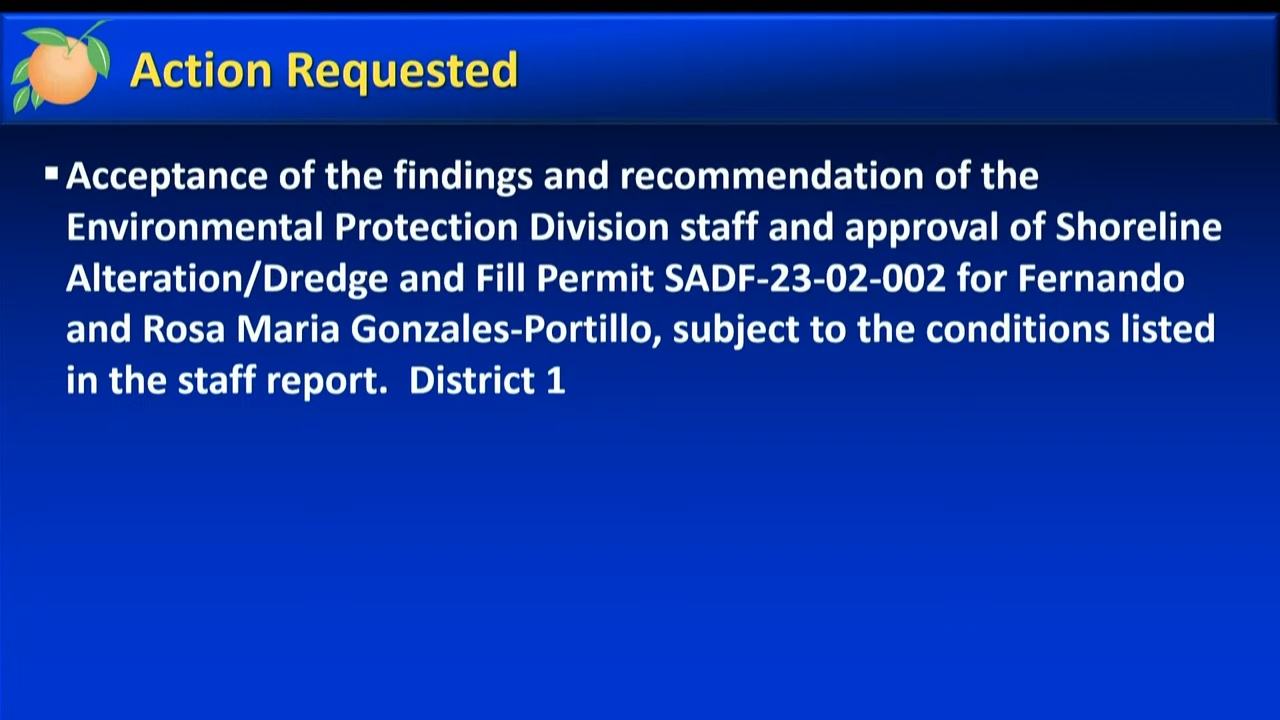 Action Requested
▪ Acceptance of the findings and recommendation of the
Environmental Protection Division staff and approval of Shoreline
Alteration/Dredge and Fill Permit SADF-23-02-002 for Fernando
and Rosa Maria Gonzales-Portillo, subject to the conditions listed
in the staff report.  District 1